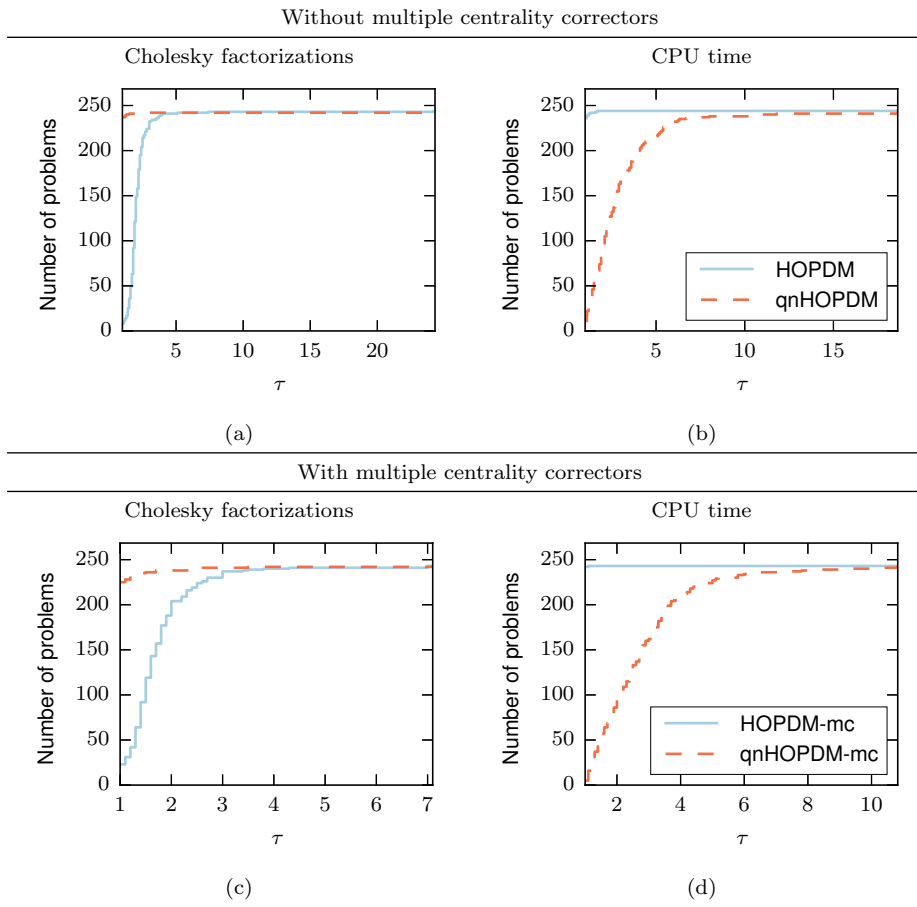 Without multiple centrality correctors
Cholesky factorizations
CPU time
Number of problems
250
200
150
100
50
0
5
10
15
20
τ
(a)
Number of problems
250
200
150
100
50
0
5
10
15
τ
HOPDM
qnHOPDM
(b)
With multiple centrality correctors
Cholesky factorizations
CPU time
Number of problems
250
200
150
100
50
0
1
2
3
4
5
6
7
τ
(c)
Number of problems
250
200
150
100
50
0
2
4
6
8
10
τ
HOPDM-mc
qnHOPDM-mc
(d)